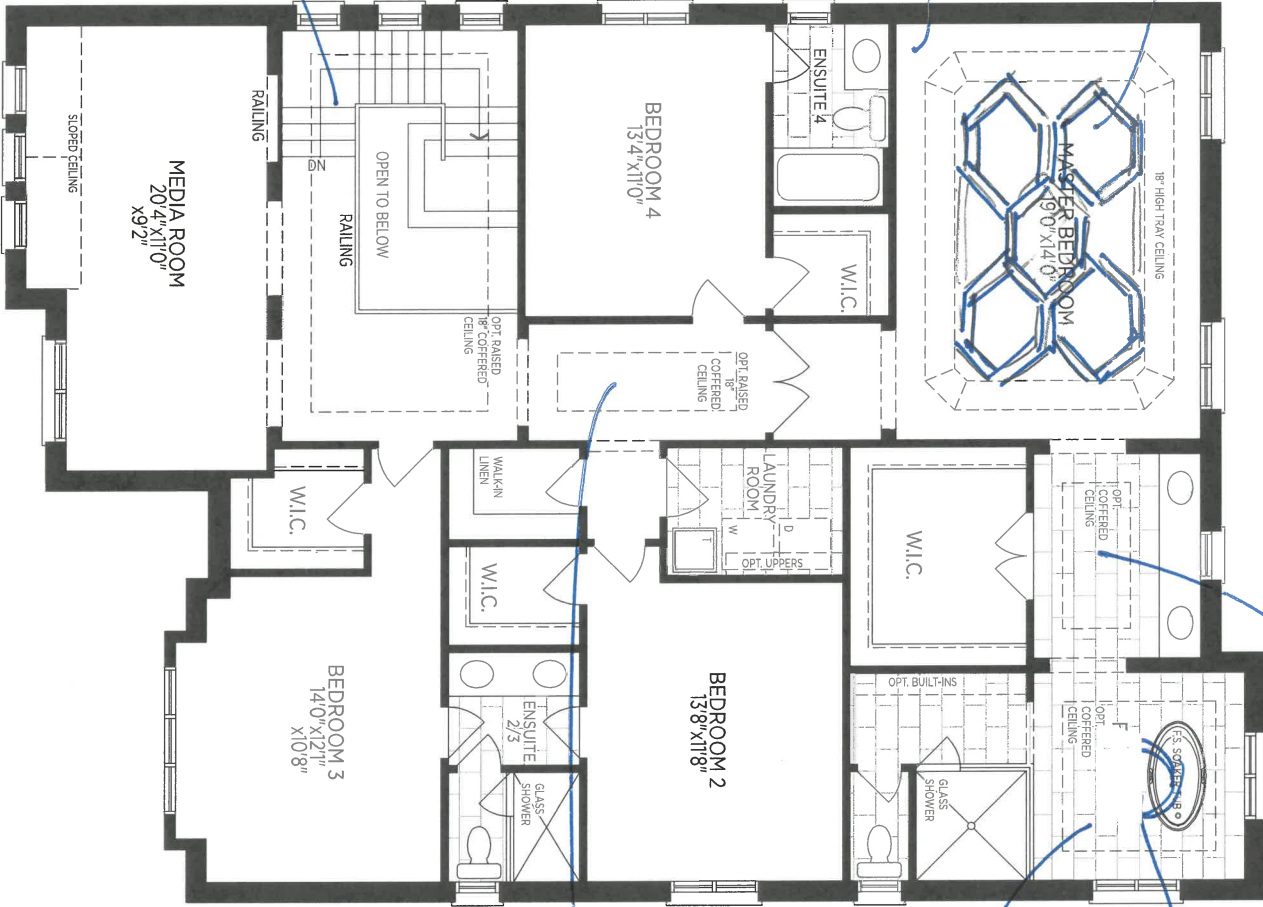 SLOPED CEILING
MEDIA ROOM
20'4"x11'0"
x9'2"
RAILING
DN
OPEN TO BELOW
RAILING
OPT. RAISED
18" COFFERED
CEILING
BEDROOM 4
13'4"x11'0"
ENSUITE 4
W.I.C.
OPT. RAISED
18"
COFFERED
CEILING
18" HIGH TRAY CEILING
MASTER BEDROOM
19'0"x14'0"
W.I.C.
WALK-IN
LINEN
LAUNDRY
ROOM
W
D
T
OPT. UPPERS
W.I.C.
W.I.C.
OPT.
COFFERED
CEILING
BEDROOM 3
14'0"x12'1"
x10'8"
ENSUITE
2/3
GLASS
SHOWER
BEDROOM 2
13'8"x11'8"
OPT. BUILT-INS
GLASS
SHOWER
OPT.
COFFERED
CEILING
F
F.S. SOAKER TUB